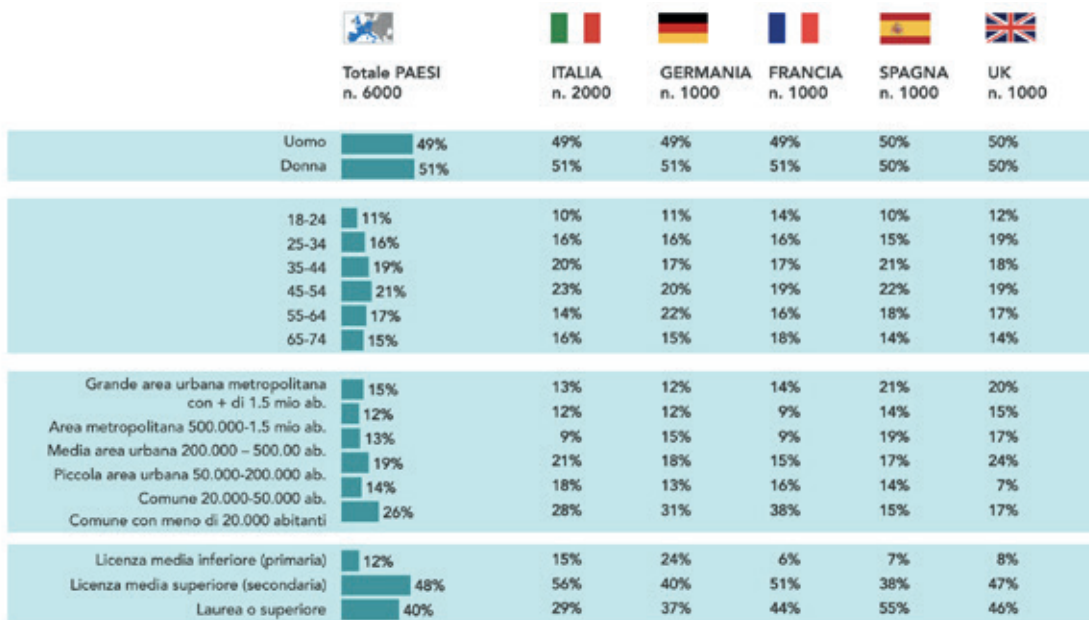 Totale PAESI ITALIA GERMANIA FRANCIA SPAGNA UK
n. 6000 n. 2000 n. 1000 n. 1000 n. 1000 n. 1000
Uomo 49% 49% 49% 49% 50% 50%
Donna 51% 51% 51% 51% 50% 50%
18-24 11% 10% 11% 14% 10% 12%
25-34 16% 16% 16% 16% 15% 19%
35-44 19% 20% 17% 17% 21% 18%
45-54 21% 23% 20% 19% 22% 19%
55-64 17% 14% 22% 16% 18% 17%
65-74 15% 16% 15% 18% 14% 14%
Grande area urbana metropolitana 15% 13% 12% 14% 21% 20%
con + di 1.5 mio ab. 12% 12% 12% 9% 14% 15%
Area metropolitana 500.000-1.5 mio ab. 13% 9% 15% 9% 19% 17%
Media area urbana 200.000 – 500.00 ab. 19% 21% 18% 15% 17% 24%
Piccola area urbana 50.000-200.000 ab. 14% 18% 13% 16% 14% 7%
Comune 20.000-50.000 ab. 26% 28% 31% 38% 15% 17%
Comune con meno di 20.000 abitanti
Licenza media inferiore (primaria) 12% 15% 24% 6% 7% 8%
Licenza media superiore (secondaria) 48% 56% 40% 51% 38% 47%
Laurea o superiore 40% 29% 37% 44% 55% 46%